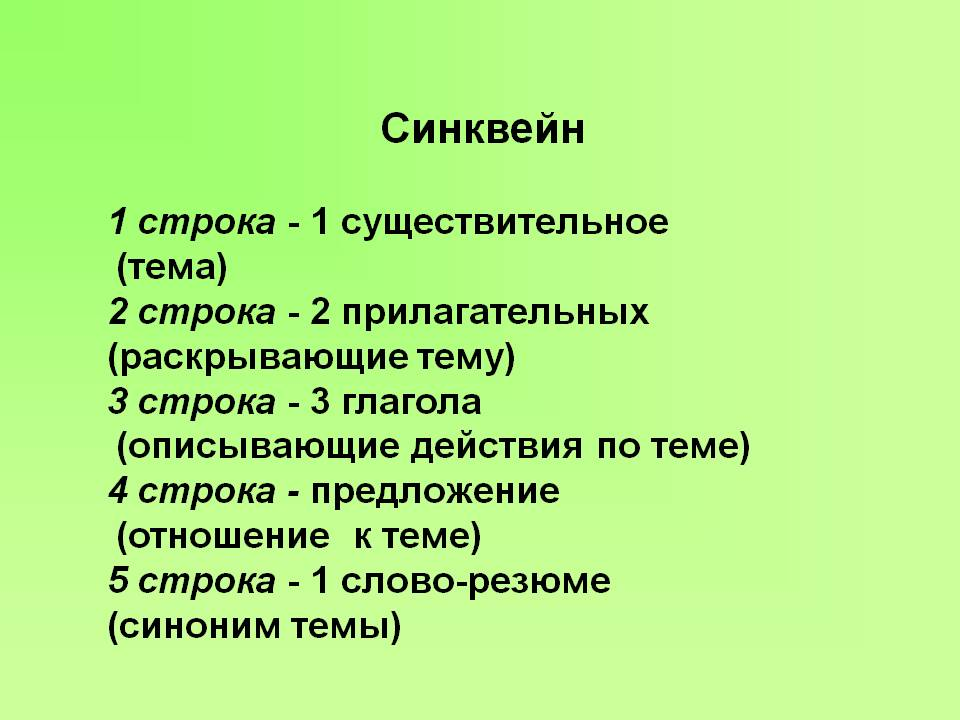 Синквейн
1 строка - 1 существительное
(тема)
2 строка - 2 прилагательных
(раскрывающие тему)
3 строка - 3 глагола
(описывающие действия по теме)
4 строка - предложение
(отношение к теме)
5 строка - 1 слово-резюме
(синоним темы)